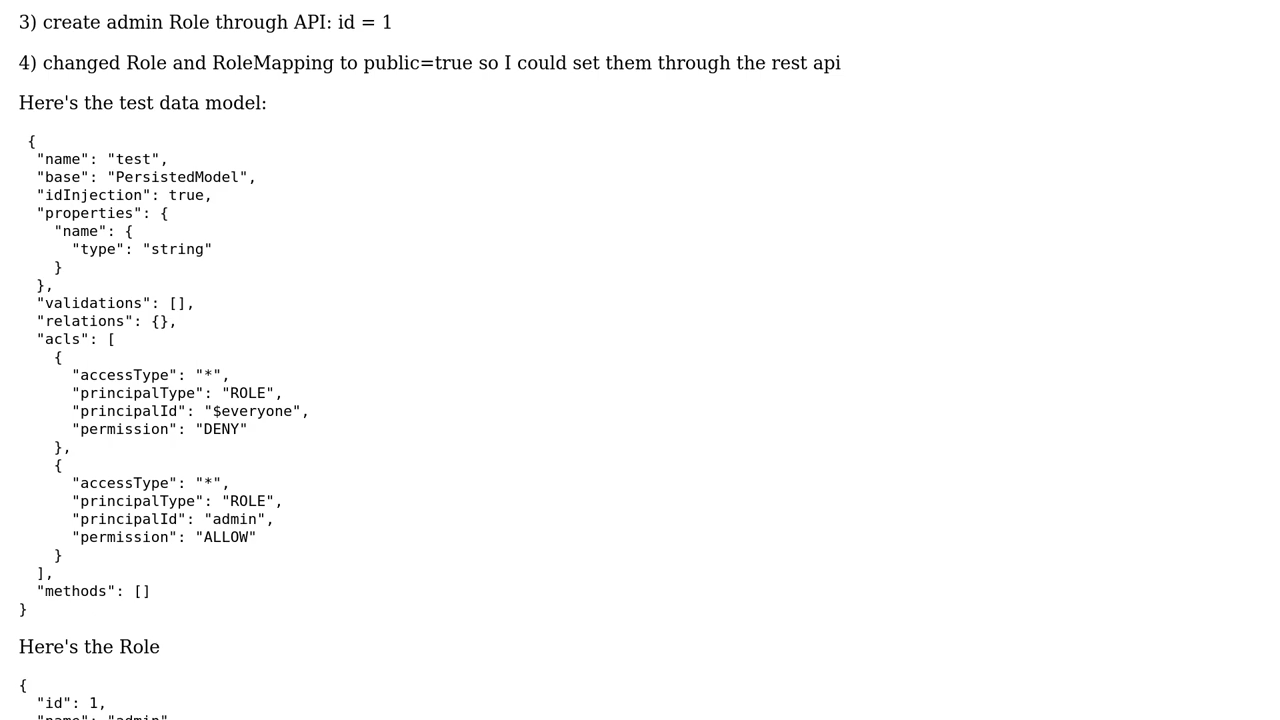 3) create admin Role through API: id = 1
4) changed Role and RoleMapping to public=true so I could set them through the rest api
Here's the test data model:
 {
  "name": "test",
  "base": "PersistedModel",
  "idInjection": true,
  "properties": {
    "name": {
      "type": "string"
    }
  },
  "validations": [],
  "relations": {},
  "acls": [
    {
      "accessType": "*",
      "principalType": "ROLE",
      "principalId": "$everyone",
      "permission": "DENY"
    },
    {
      "accessType": "*",
      "principalType": "ROLE",
      "principalId": "admin",
      "permission": "ALLOW"
    }
  ],
  "methods": []
}
Here's the Role
{
  "id": 1,
  "name": "admin"